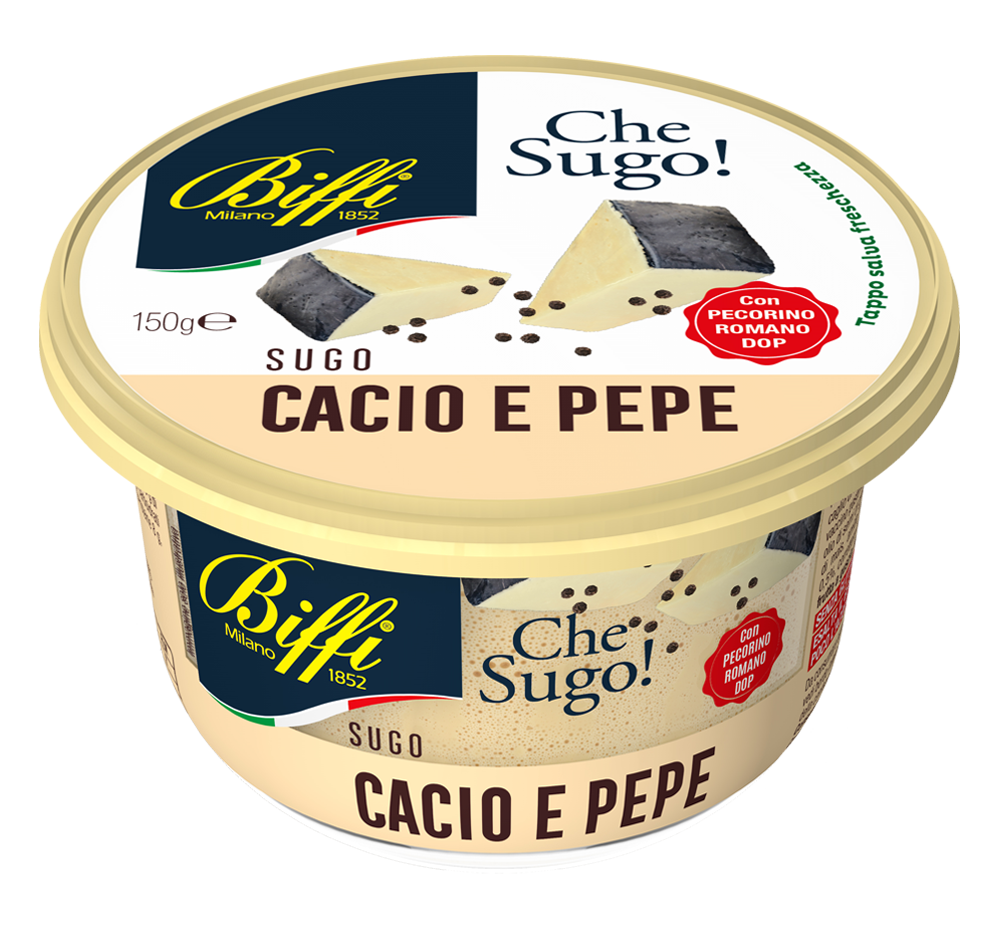 Biffi®
Milano 1852
Che
Sugo!
Tappo salva freschezza
150g℮
Con
PECORINO
ROMANO
DOP
SUGO
CACIO E PEPE
Biffi®
Milano 1852
Che
Sugo!
Con
PECORINO
ROMANO
DOP
SUGO
CACIO E PEPE